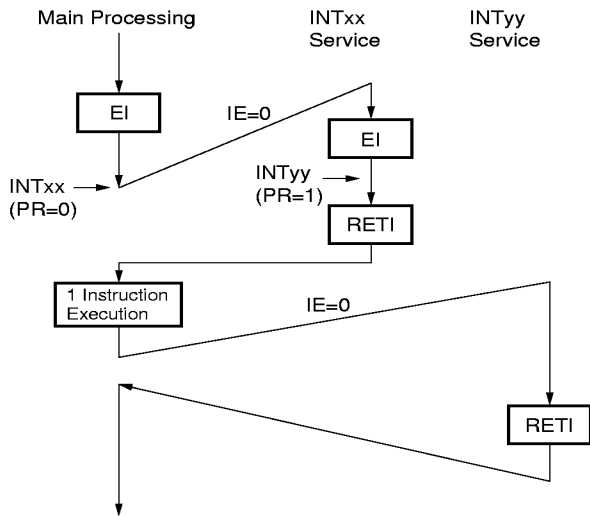 Main Processing
INTxx
Service
INTyy
Service
EI
IE=0
EI
INTxx
(PR=0)
INTyy
(PR=1)
RETI
1 Instruction
Execution
IE=0
RETI